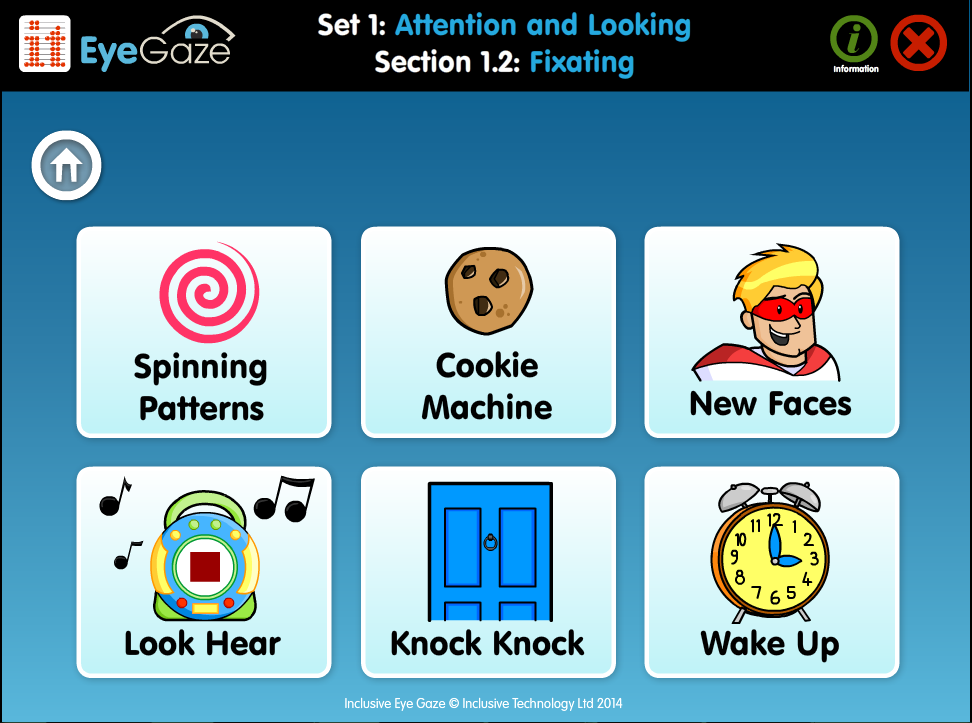 EyeGaze
Set 1: Attention and Looking
Section 1.2: Fixating
i
Information
Spinning
Patterns
Cookie
Machine
New Faces
Look Hear
Knock Knock
12
1
2
3
4
5
6
7
8
9
10
11
Wake Up
Inclusive Eye Gaze © Inclusive Technology Ltd 2014